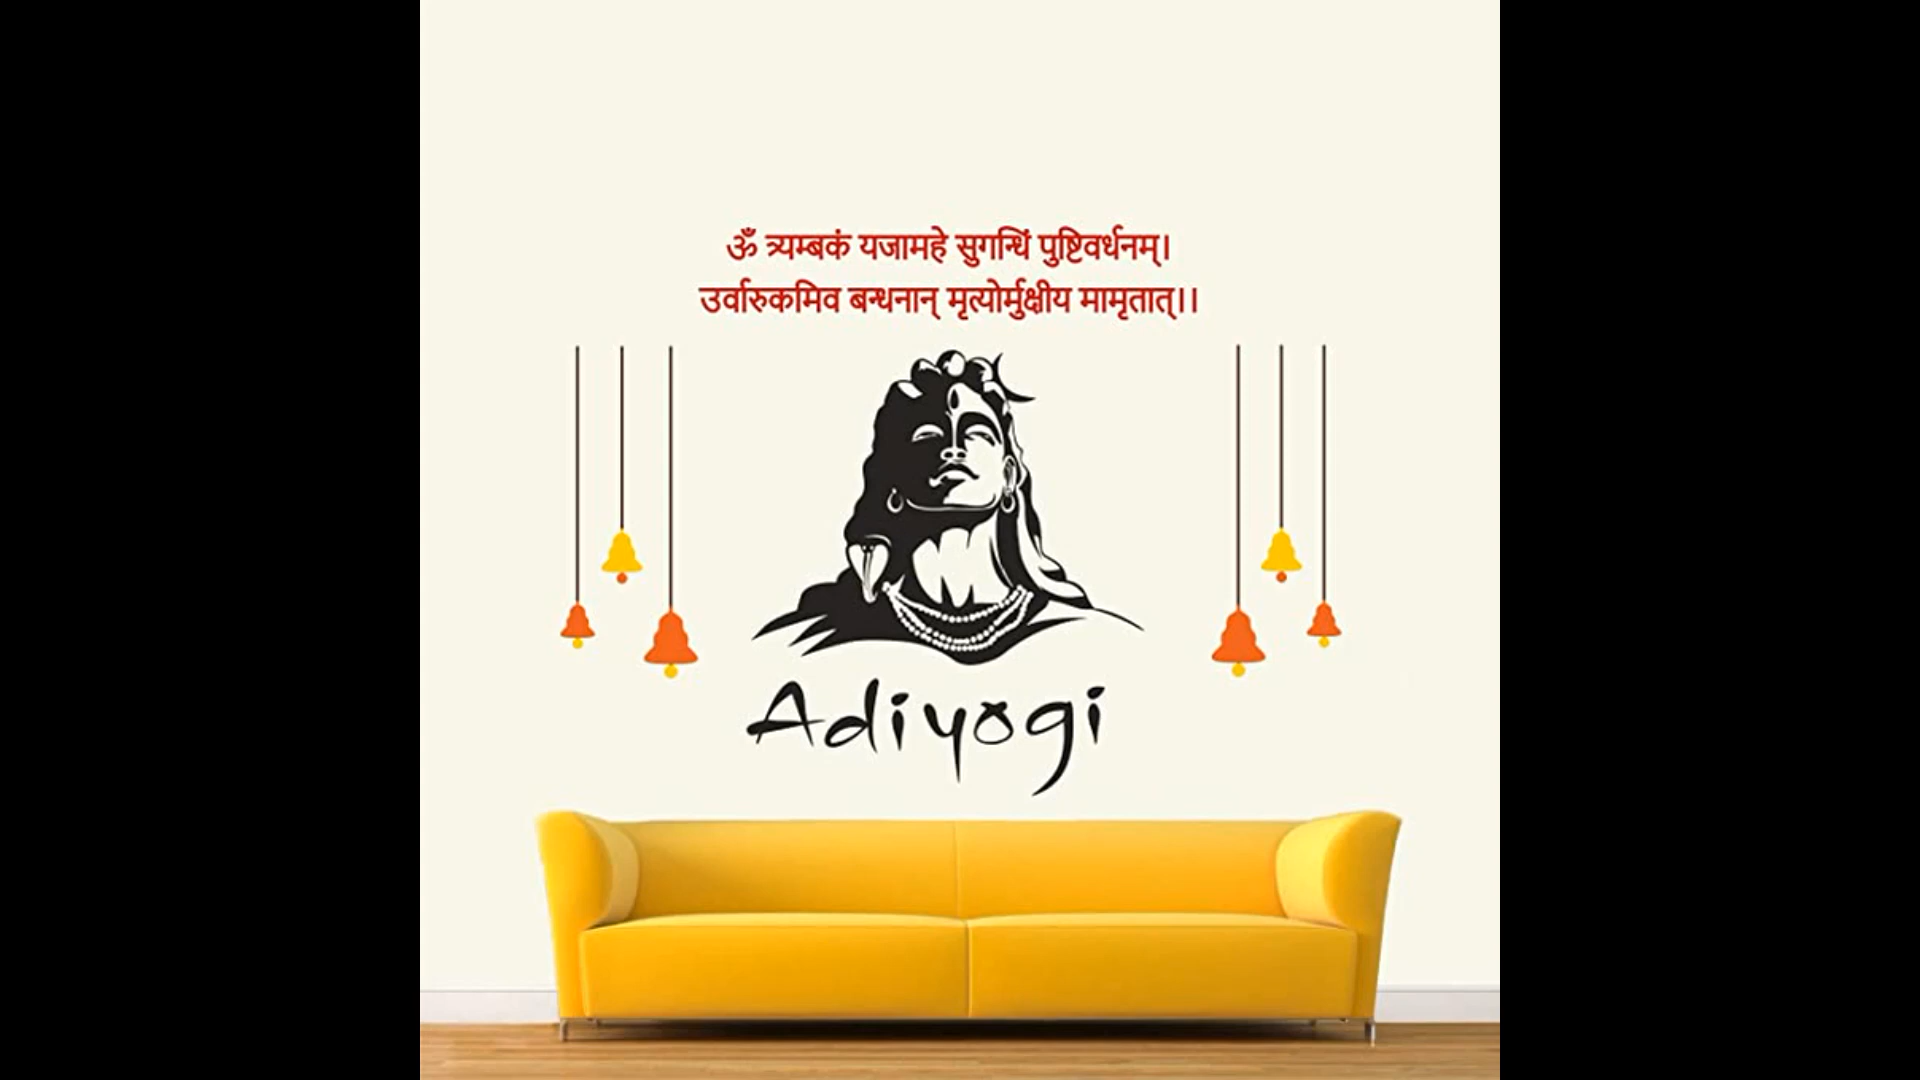 ॐ त्र्यम्बकं यजामहे सुगन्धिं पुष्टिवर्धनम्।
उर्वारुकमिव बन्धनान् मृत्योर्मुक्षीय मामृतात्।।
Adiyogi